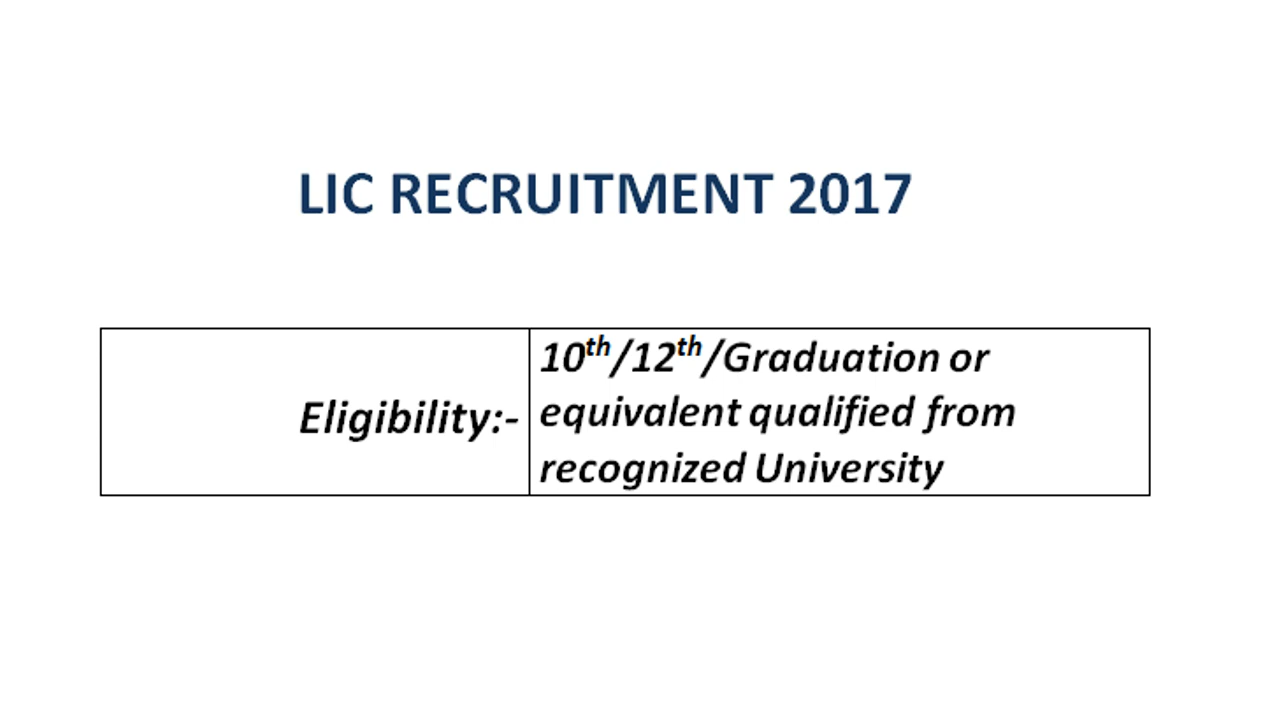 LIC RECRUITMENT 2017
Eligibility:-
10th/12th/Graduation or
equivalent qualified from
recognized University